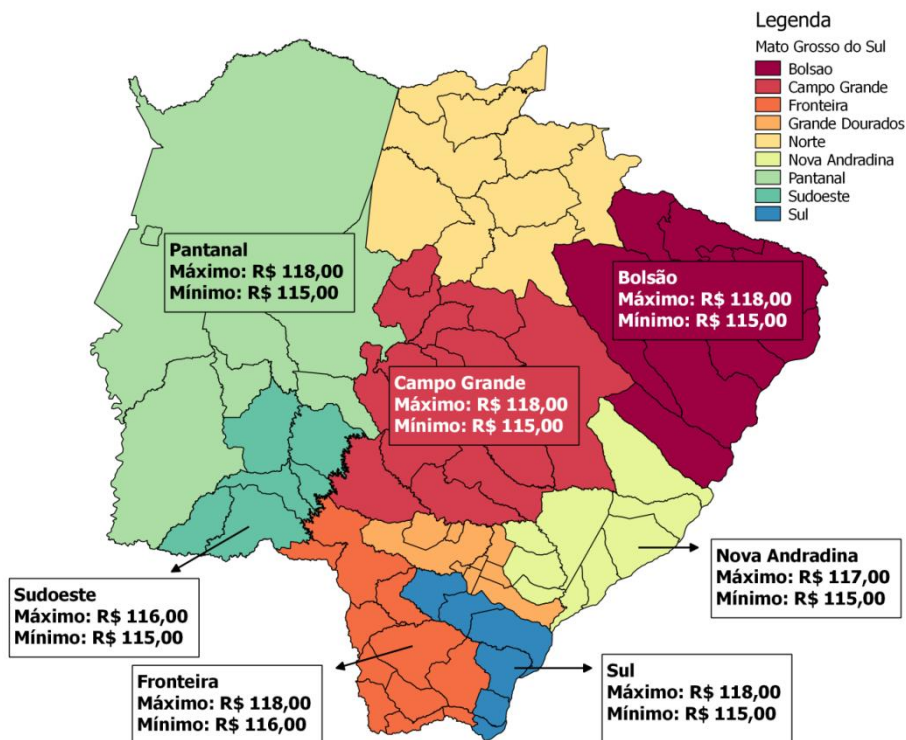 Legenda
Mato Grosso do Sul
Bolsao
Campo Grande
Fronteira
Grande Dourados
Norte
Nova Andradina
Pantanal
Sudoeste
Sul
Pantanal
Máximo: R$ 118,00
Mínimo: R$ 115,00
Bolsão
Máximo: R$ 118,00
Mínimo: R$ 115,00
Campo Grande
Máximo: R$ 118,00
Mínimo: R$ 115,00
Nova Andradina
Máximo: R$ 117,00
Mínimo: R$ 115,00
Sudoeste
Máximo: R$ 116,00
Mínimo: R$ 115,00
Fronteira
Máximo: R$ 118,00
Mínimo: R$ 116,00
Sul
Máximo: R$ 118,00
Mínimo: R$ 115,00